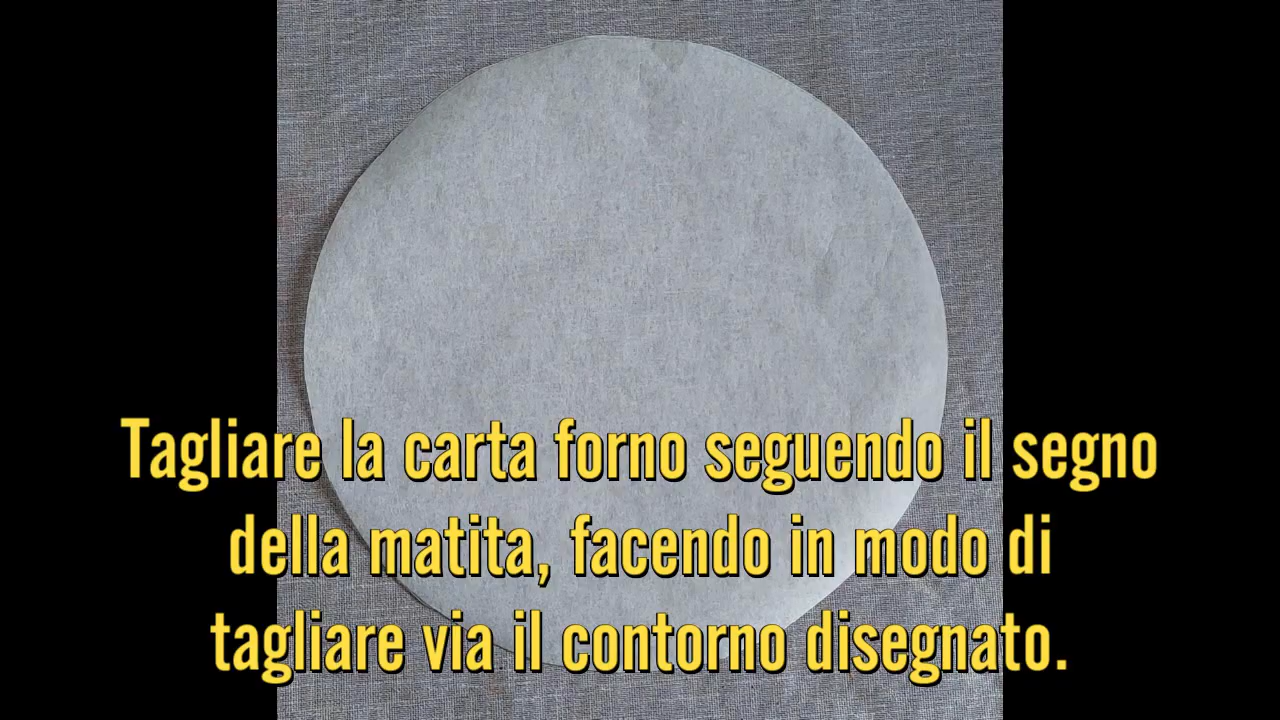 Tagliare la carta forno seguendo il segno
della matita, facendo in modo di
tagliare via il contorno disegnato.